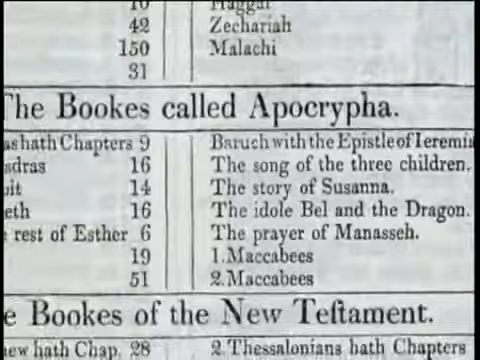 10 Haggai
42 Zechariah
150 Malachi
31
The Bookes called Apocrypha.
hath Chapters 9 Baruch with the Epistle of Ieremia
sdras 16 The song of the three children.
bit 14 The story of Susanna.
eth 16 The idole Bel and the Dragon.
rest of Esther 6 The prayer of Manasseh.
19 1.Maccabees
51 2.Maccabees
e Bookes of the New Teſtament.
ew hath Chap. 28 2.Thessalonians hath Chapters